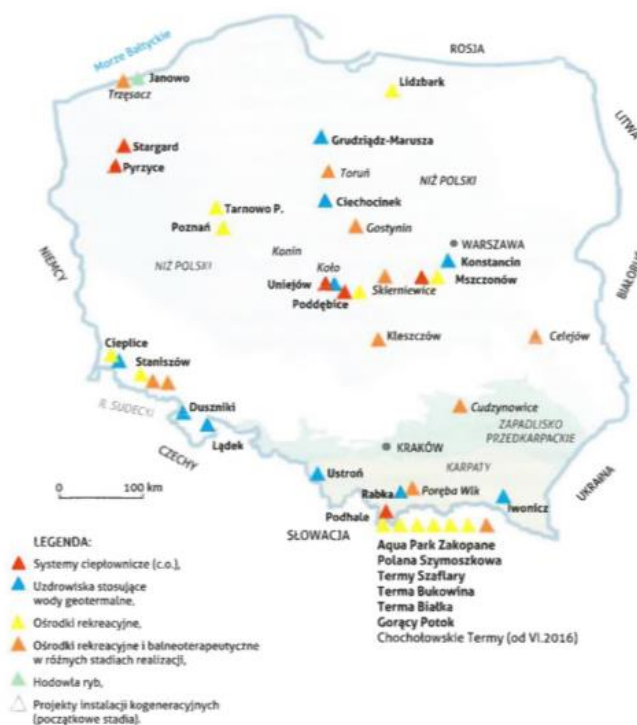 Morze Bałtyckie
ROSJA
Janowo
Trzęsacz
Lidzbark
LITWA
Stargard
Grudziądz-Marusza
Pyrzyce
Toruń
NIŻ POLSKI
Tarnowo P.
Ciechocinek
Poznań
Gostynin
NIEMCY
Konin
WARSZAWA
BIAŁORUŚ
NIŻ POLSKI
Koło
Konstancin
Uniejów
Skierniewice
Mszczonów
Poddębice
Kleszczów
Celejów
Cieplice
Staniszów
R. SUDECKI
Duszniki
Cudzynowice
Lądek
ZAPADLISKO
PRZEDKARPACKIE
CZECHY
KRAKÓW
UKRAINA
0 100 km
Ustroń
KARPATY
Rabka
Poręba Wlk
Iwonicz
Podhale
SŁOWACJA
Aqua Park Zakopane
Polana Szymoszkowa
Termy Szaflary
Terma Bukowina
Terma Białka
Gorący Potok
Chochołowskie Termy (od VI.2016)
LEGENDA:
Systemy ciepłownicze (c.o.),
Uzdrowiska stosujące
wody geotermalne,
Ośrodki rekreacyjne,
Ośrodki rekreacyjne i balneoterapeutyczne
w różnych stadiach realizacji,
Hodowla ryb,
Projekty instalacji kogeneracyjnych
(początkowe stadia).